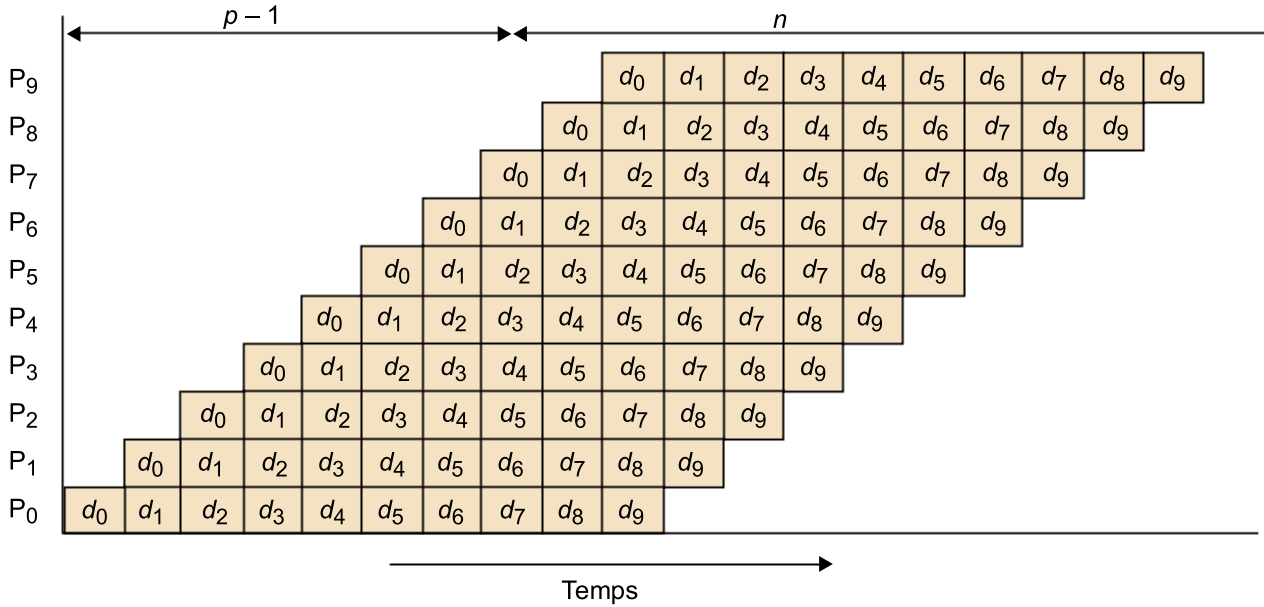 p – 1 n
P9 d0 d1 d2 d3 d4 d5 d6 d7 d8 d9
P8 d0 d1 d2 d3 d4 d5 d6 d7 d8 d9
P7 d0 d1 d2 d3 d4 d5 d6 d7 d8 d9
P6 d0 d1 d2 d3 d4 d5 d6 d7 d8 d9
P5 d0 d1 d2 d3 d4 d5 d6 d7 d8 d9
P4 d0 d1 d2 d3 d4 d5 d6 d7 d8 d9
P3 d0 d1 d2 d3 d4 d5 d6 d7 d8 d9
P2 d0 d1 d2 d3 d4 d5 d6 d7 d8 d9
P1 d0 d1 d2 d3 d4 d5 d6 d7 d8 d9
P0 d0 d1 d2 d3 d4 d5 d6 d7 d8 d9
Temps